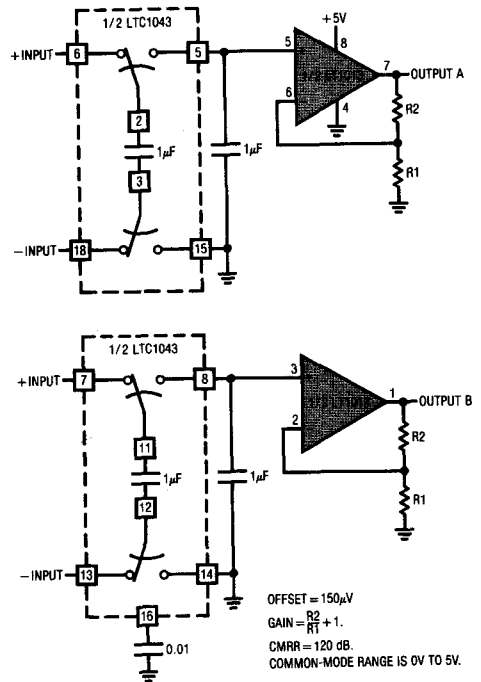 1/2 LTC1043
+INPUT
6
5
2
1µF
3
1µF
−INPUT
18
15
+5V
5
8
7
6
4
OUTPUT A
R2
R1
1/2 LTC1043
+INPUT
7
8
11
1µF
12
1µF
−INPUT
13
14
16
0.01
3
1
2
OUTPUT B
R2
R1
OFFSET = 150µV
GAIN = R2/R1 + 1.
CMRR = 120 dB.
COMMON-MODE RANGE IS 0V TO 5V.